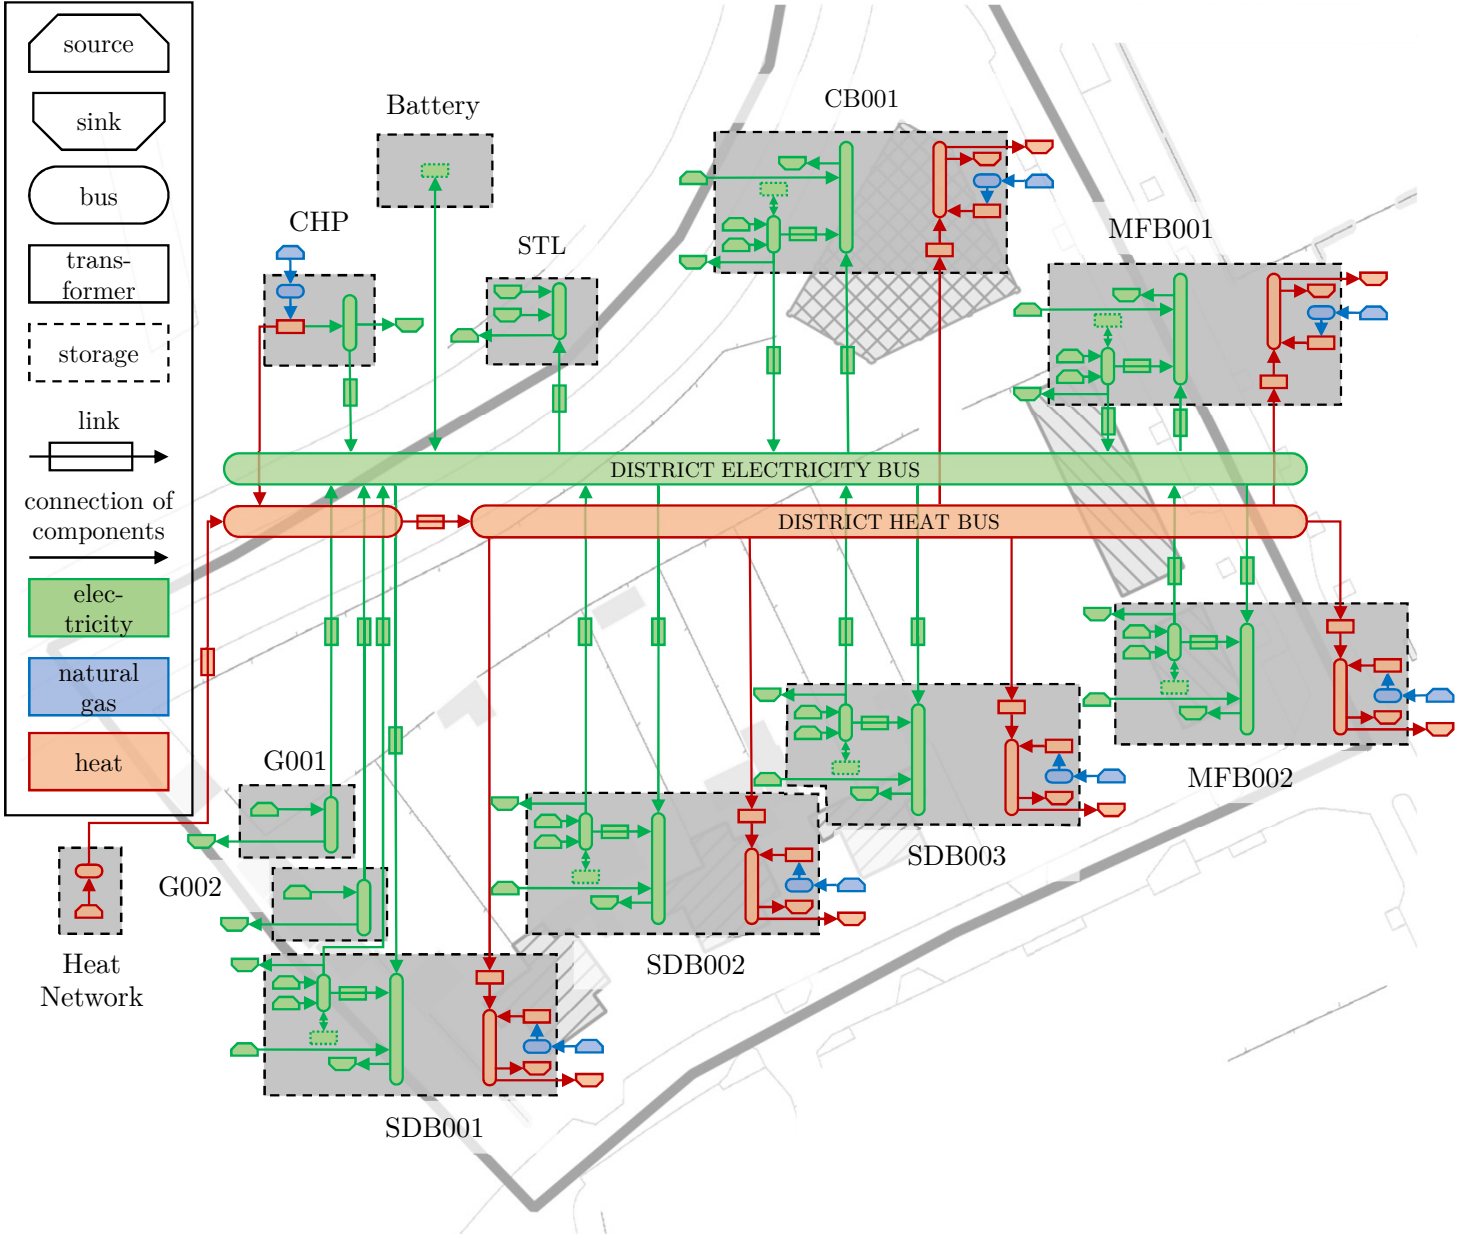 source
sink
bus
trans-
former
storage
link
connection of
components
elec-
tricity
natural
gas
heat
Battery
CHP
STL
CB001
MFB001
DISTRICT ELECTRICITY BUS
DISTRICT HEAT BUS
G001
G002
Heat
Network
SDB001
SDB002
SDB003
MFB002